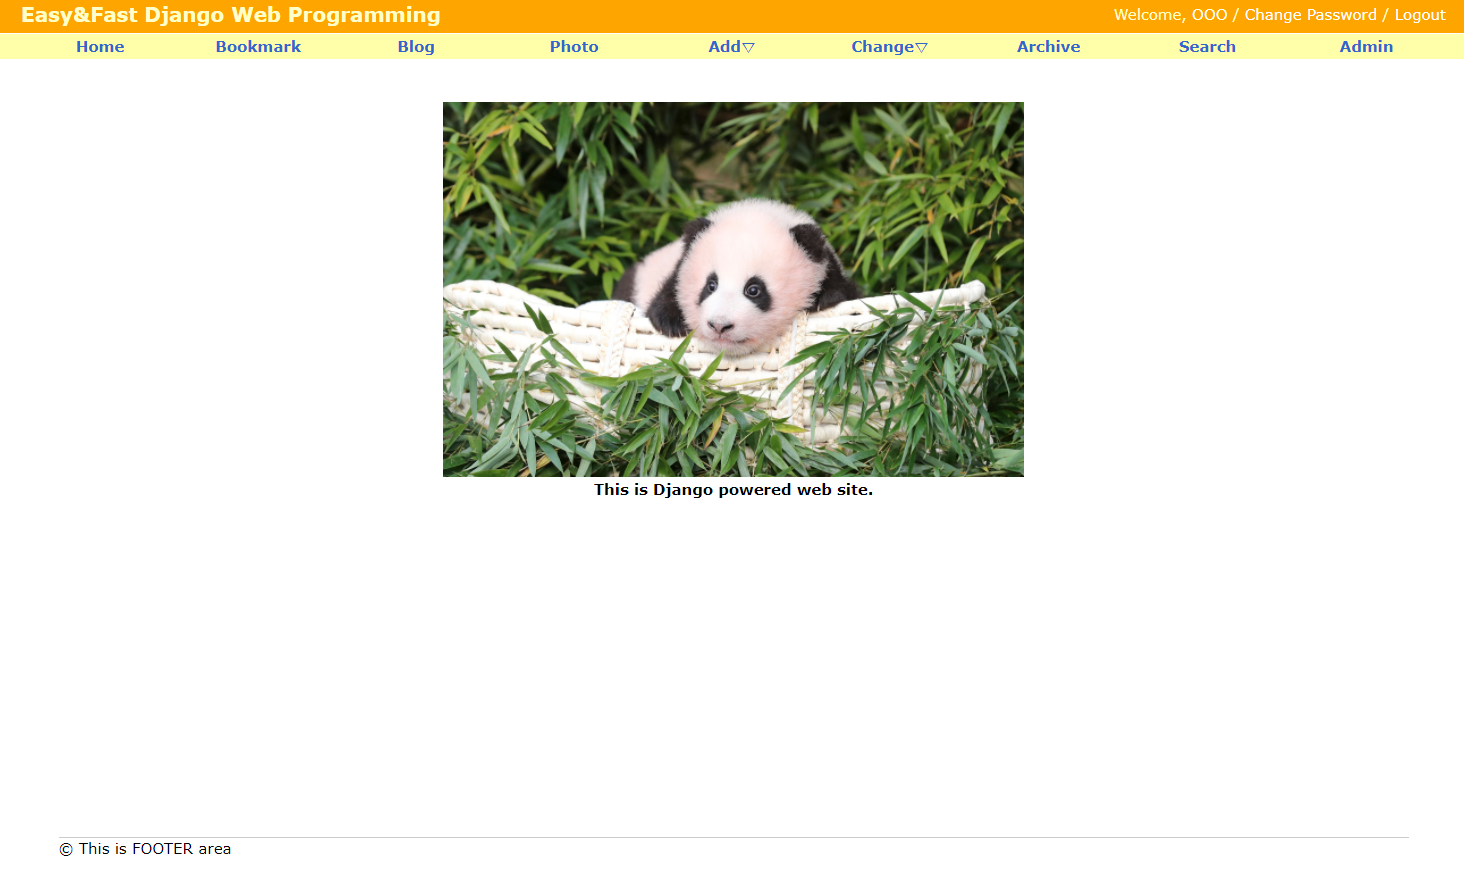 Easy&Fast Django Web Programming
Welcome, OOO / Change Password / Logout
Home Bookmark Blog Photo Add▽ Change▽ Archive Search Admin
This is Django powered web site.
© This is FOOTER area